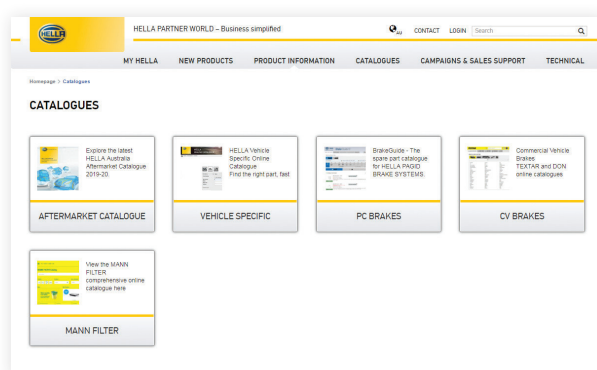 HELLA
HELLA PARTNER WORLD – Business simplified
AU
CONTACT
LOGIN
Search
MY HELLA
NEW PRODUCTS
PRODUCT INFORMATION
CATALOGUES
CAMPAIGNS & SALES SUPPORT
TECHNICAL
Homepage > Catalogues
CATALOGUES
Explore the latest
HELLA Australia
Aftermarket Catalogue
2019-20.
AFTERMARKET CATALOGUE
HELLA Vehicle
Specific Online
Catalogue
Find the right part, fast
VEHICLE SPECIFIC
BrakeGuide - The
spare part catalogue
for HELLA PAGID
BRAKE SYSTEMS.
PC BRAKES
Commercial Vehicle
Brakes
TEXTAR and DON
online catalogues
CV BRAKES
View the MANN
FILTER
comprehensive online
catalogue here
MANN FILTER